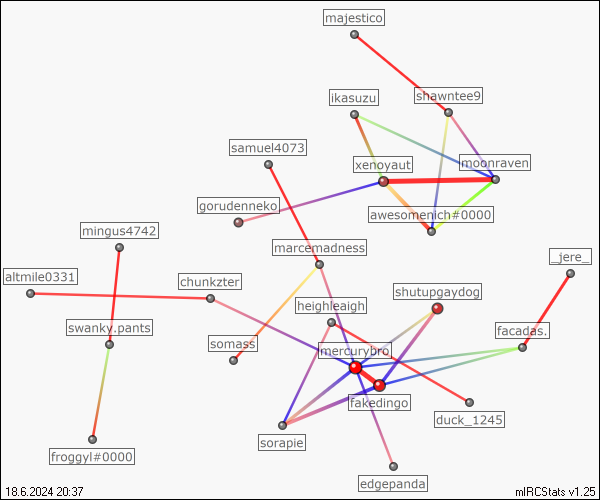 majestico
ikasuzu
shawntee9
samuel4073
xenoyaut
moonraven
gorudenneko
awesomenich#0000
mingus4742
marcemadness
_jere_
altmile0331
chunkzter
shutupgaydog
heighleaigh
swanky.pants
facadas.
somass
mercurybro
fakedingo
duck_1245
sorapie
froggyl#0000
edgepanda
18.6.2024 20:37
mIRCStats v1.25